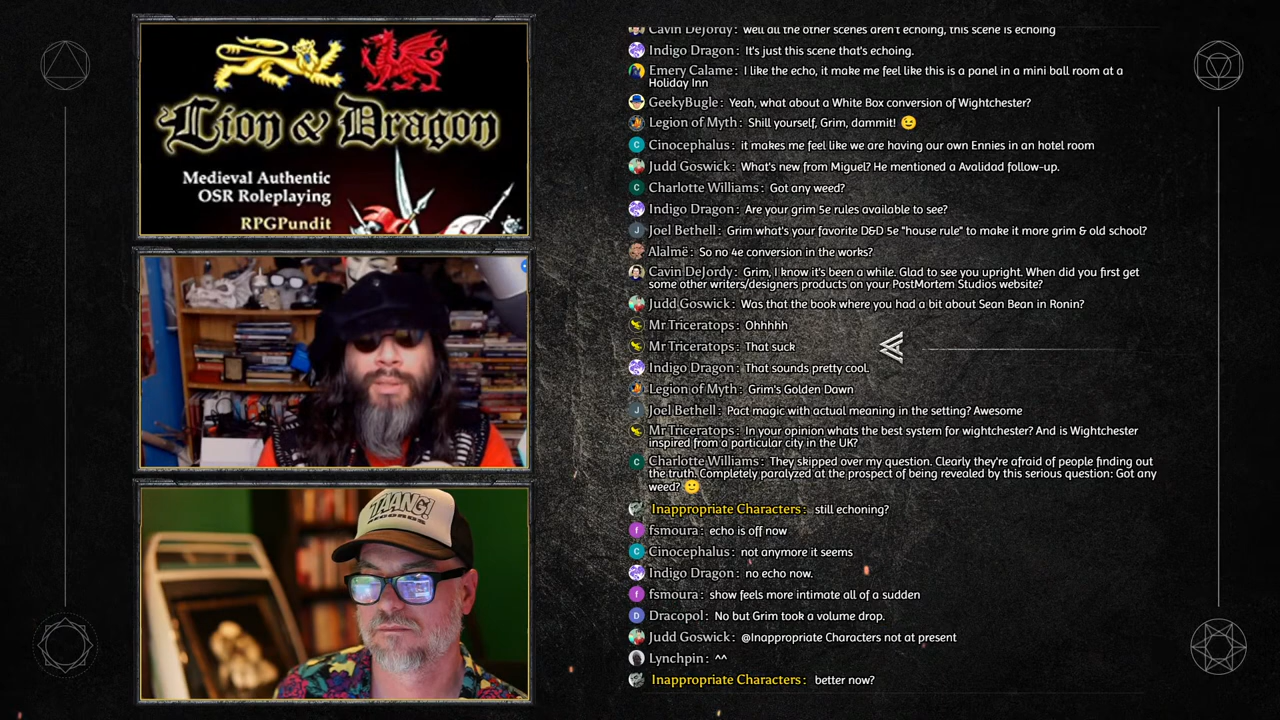 Lion & Dragon
Medieval Authentic
OSR Roleplaying
RPGPundit
TAANG!
RECORDS
Cavin DeJordy: well all the other scenes aren't echoing, this scene is echoing
Indigo Dragon: It's just this scene that's echoing.
Emery Calame: I like the echo, it make me feel like this is a panel in a mini ball room at a
Holiday Inn
GeekyBugle: Yeah, what about a White Box conversion of Wightchester?
Legion of Myth: Shill yourself, Grim, dammit! 😉
C Cinocephalus: it makes me feel like we are having our own Ennies in an hotel room
Judd Goswick: What's new from Miguel? He mentioned a Avalidad follow-up.
C Charlotte Williams: Got any weed?
Indigo Dragon: Are your grim 5e rules available to see?
J Joel Bethell: Grim what's your favorite D&D 5e "house rule" to make it more grim & old school?
Alalmë: So no 4e conversion in the works?
Cavin DeJordy: Grim, I know it's been a while. Glad to see you upright. When did you first get
some other writers/designers products on your PostMortem Studios website?
Judd Goswick: Was that the book where you had a bit about Sean Bean in Ronin?
Mr Triceratops: Ohhhhh
Mr Triceratops: That suck
Indigo Dragon: That sounds pretty cool.
Legion of Myth: Grim's Golden Dawn
J Joel Bethell: Pact magic with actual meaning in the setting? Awesome
Mr Triceratops: In your opinion whats the best system for wightchester? And is Wightchester
inspired from a particular city in the UK?
C Charlotte Williams: They skipped over my question. Clearly they're afraid of people finding out
the truth. Completely paralyzed at the prospect of being revealed by this serious question: Got any
weed? 🙂
Inappropriate Characters: still echoning?
f fsmoura: echo is off now
C Cinocephalus: not anymore it seems
Indigo Dragon: no echo now.
f fsmoura: show feels more intimate all of a sudden
D Dracopol: No but Grim took a volume drop.
Judd Goswick: @Inappropriate Characters not at present
Lynchpin: ^^
Inappropriate Characters: better now?